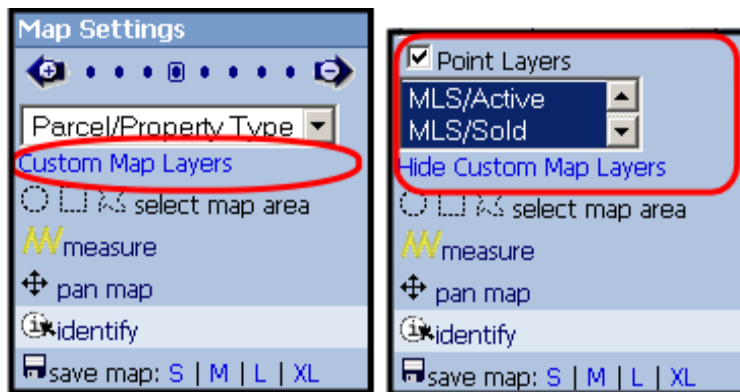 Map Settings
Parcel/Property Type
Custom Map Layers
select map area
measure
pan map
identify
save map: S | M | L | XL
Point Layers
MLS/Active
MLS/Sold
Hide Custom Map Layers
select map area
measure
pan map
identify
save map: S | M | L | XL